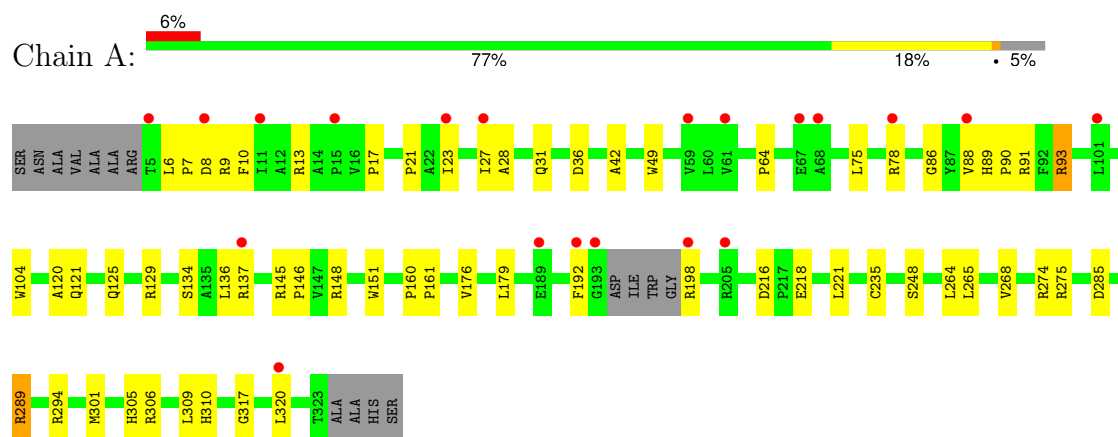 6%
Chain A:
77% 18% • 5%
SER ASN ALA VAL ALA ALA ARG T5 L6 P7 D8 R9 F10 I11 A12 R13 A14 P15 V16 P17 P21 A22 I23 I27 A28 Q31 D36 A42 W49 V59 L60 V61 P64 E67 A68 L75 R78 G86 Y87 V88 H89 P90 R91 F92 R93 L101
W104 A120 Q121 Q125 R129 S134 A135 L136 R137 R145 P146 V147 R148 W151 P160 P161 V176 L179 E189 F192 G193 ASP ILE TRP GLY R198 R205 D216 P217 E218 L221 C235 S248 L264 L265 V268 R274 R275 D285
R289 R294 M301 H305 R306 L309 H310 G317 L320 T323 ALA ALA HIS SER